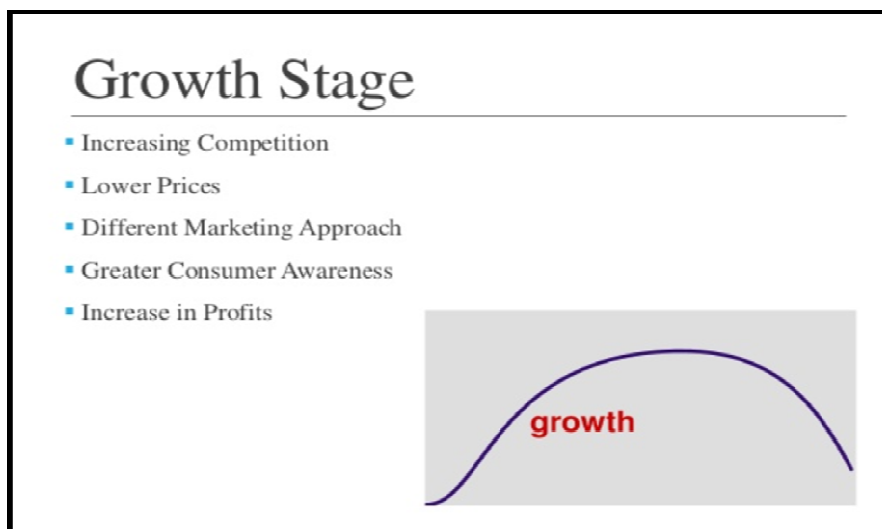 Growth Stage
Increasing Competition
Lower Prices
Different Marketing Approach
Greater Consumer Awareness
Increase in Profits
growth